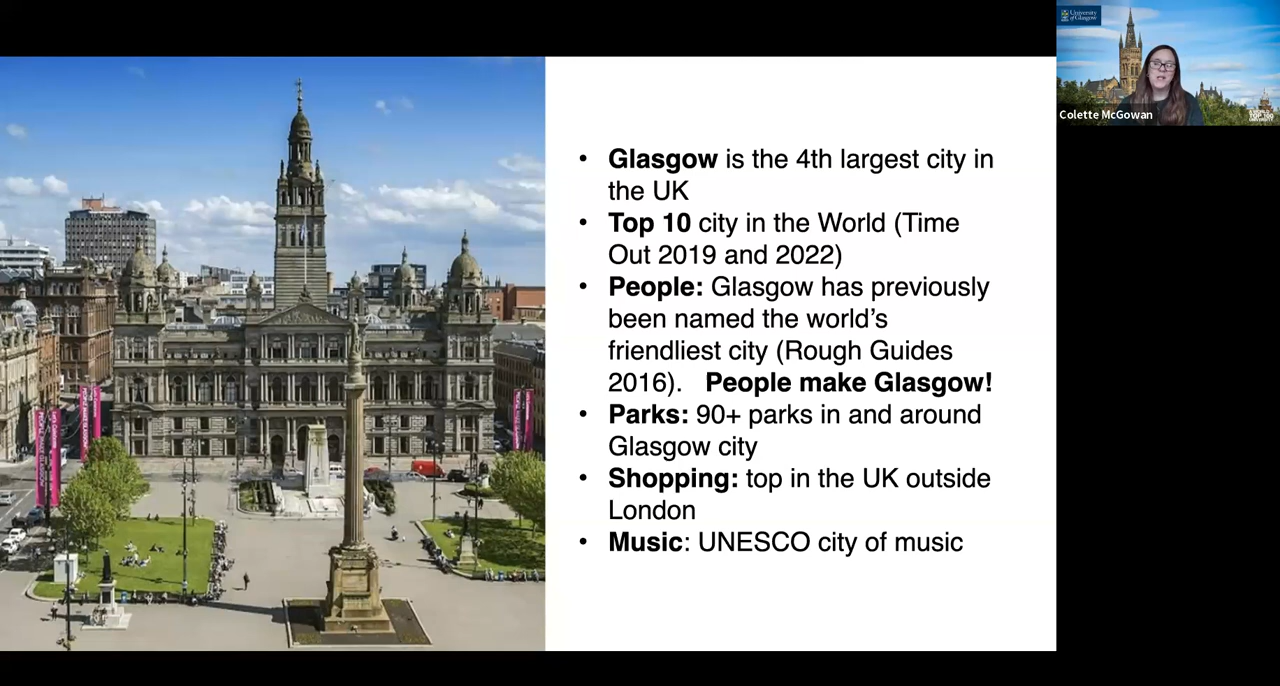 • Glasgow is the 4th largest city in
the UK
• Top 10 city in the World (Time
Out 2019 and 2022)
• People: Glasgow has previously
been named the world’s
friendliest city (Rough Guides
2016).   People make Glasgow!
• Parks: 90+ parks in and around
Glasgow city
• Shopping: top in the UK outside
London
• Music: UNESCO city of music
University
of Glasgow
Colette McGowan